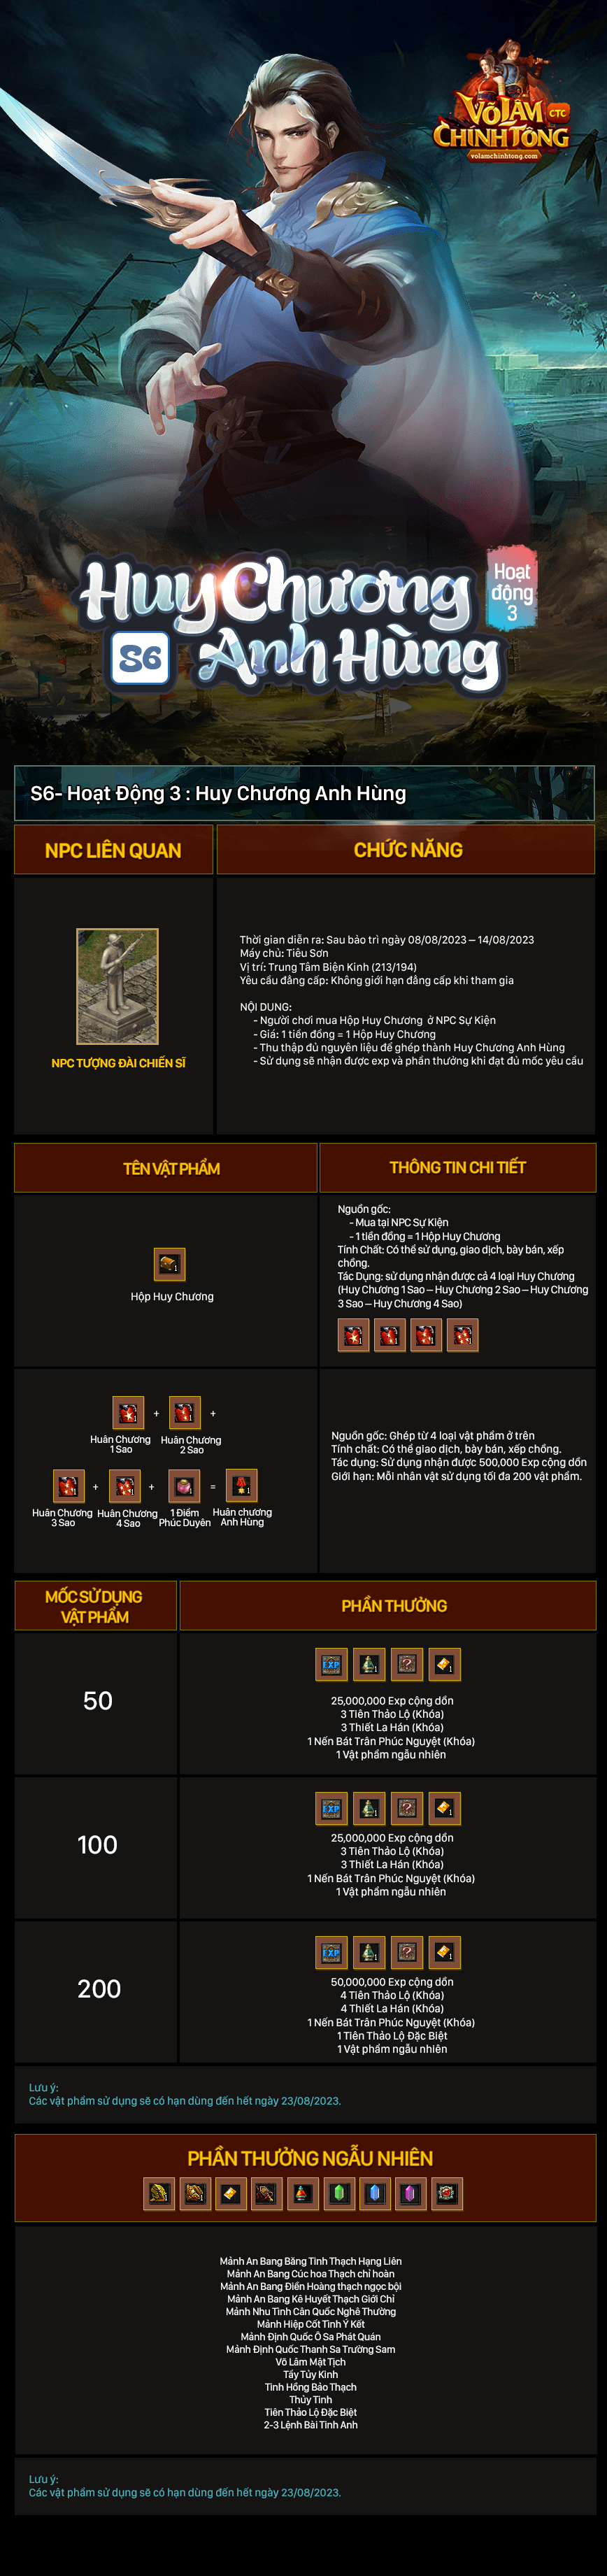 VÕ LÂM
CTC
CHÍNH TÔNG
volamchinhtong.com
Huy Chương
Hoạt
động
3
S6
Anh Hùng
S6- Hoạt Động 3 : Huy Chương Anh Hùng
NPC LIÊN QUAN
CHỨC NĂNG
Thời gian diễn ra: Sau bảo trì ngày 08/08/2023 – 14/08/2023
Máy chủ: Tiêu Sơn
Vị trí: Trung Tâm Biện Kinh (213/194)
Yêu cầu đẳng cấp: Không giới hạn đẳng cấp khi tham gia
NỘI DUNG:
- Người chơi mua Hộp Huy Chương ở NPC Sự Kiện
- Giá: 1 tiền đồng = 1 Hộp Huy Chương
- Thu thập đủ nguyên liệu để ghép thành Huy Chương Anh Hùng
- Sử dụng sẽ nhận được exp và phần thưởng khi đạt đủ mốc yêu cầu
NPC TƯỢNG ĐÀI CHIẾN SĨ
TÊN VẬT PHẨM
THÔNG TIN CHI TIẾT
Hộp Huy Chương
Nguồn gốc:
- Mua tại NPC Sự Kiện
- 1 tiền đồng = 1 Hộp Huy Chương
Tính Chất: Có thể sử dụng, giao dịch, bày bán, xếp
chồng.
Tác Dụng: sử dụng nhận được cả 4 loại Huy Chương
(Huy Chương 1 Sao – Huy Chương 2 Sao – Huy Chương
3 Sao – Huy Chương 4 Sao)
+ +
Huân Chương
1 Sao
Huân Chương
2 Sao
+ + =
Huân Chương
3 Sao
Huân Chương
4 Sao
1 Điểm
Phúc Duyên
Huân chương
Anh Hùng
Nguồn gốc: Ghép từ 4 loại vật phẩm ở trên
Tính chất: Có thể giao dịch, bày bán, xếp chồng.
Tác dụng: Sử dụng nhận được 500,000 Exp cộng dồn
Giới hạn: Mỗi nhân vật sử dụng tối đa 200 vật phẩm.
MỐC SỬ DỤNG
VẬT PHẨM
PHẦN THƯỞNG
50
EXP
25,000,000 Exp cộng dồn
3 Tiên Thảo Lộ (Khóa)
3 Thiết La Hán (Khóa)
1 Nến Bát Trân Phúc Nguyệt (Khóa)
1 Vật phẩm ngẫu nhiên
100
EXP
25,000,000 Exp cộng dồn
3 Tiên Thảo Lộ (Khóa)
3 Thiết La Hán (Khóa)
1 Nến Bát Trân Phúc Nguyệt (Khóa)
1 Vật phẩm ngẫu nhiên
200
EXP
50,000,000 Exp cộng dồn
4 Tiên Thảo Lộ (Khóa)
4 Thiết La Hán (Khóa)
1 Nến Bát Trân Phúc Nguyệt (Khóa)
1 Tiên Thảo Lộ Đặc Biệt
1 Vật phẩm ngẫu nhiên
Lưu ý:
Các vật phẩm sử dụng sẽ có hạn dùng đến hết ngày 23/08/2023.
PHẦN THƯỞNG NGẪU NHIÊN
Mảnh An Bang Băng Tinh Thạch Hạng Liên
Mảnh An Bang Cúc hoa Thạch chỉ hoàn
Mảnh An Bang Điền Hoàng thạch ngọc bội
Mảnh An Bang Kê Huyết Thạch Giới Chỉ
Mảnh Nhu Tình Cân Quốc Nghê Thường
Mảnh Hiệp Cốt Tình Ý Kết
Mảnh Định Quốc Ô Sa Phát Quán
Mảnh Định Quốc Thanh Sa Trường Sam
Võ Lâm Mật Tịch
Tẩy Tủy Kinh
Tinh Hồng Bảo Thạch
Thủy Tinh
Tiên Thảo Lộ Đặc Biệt
2-3 Lệnh Bài Tinh Anh
Lưu ý:
Các vật phẩm sử dụng sẽ có hạn dùng đến hết ngày 23/08/2023.